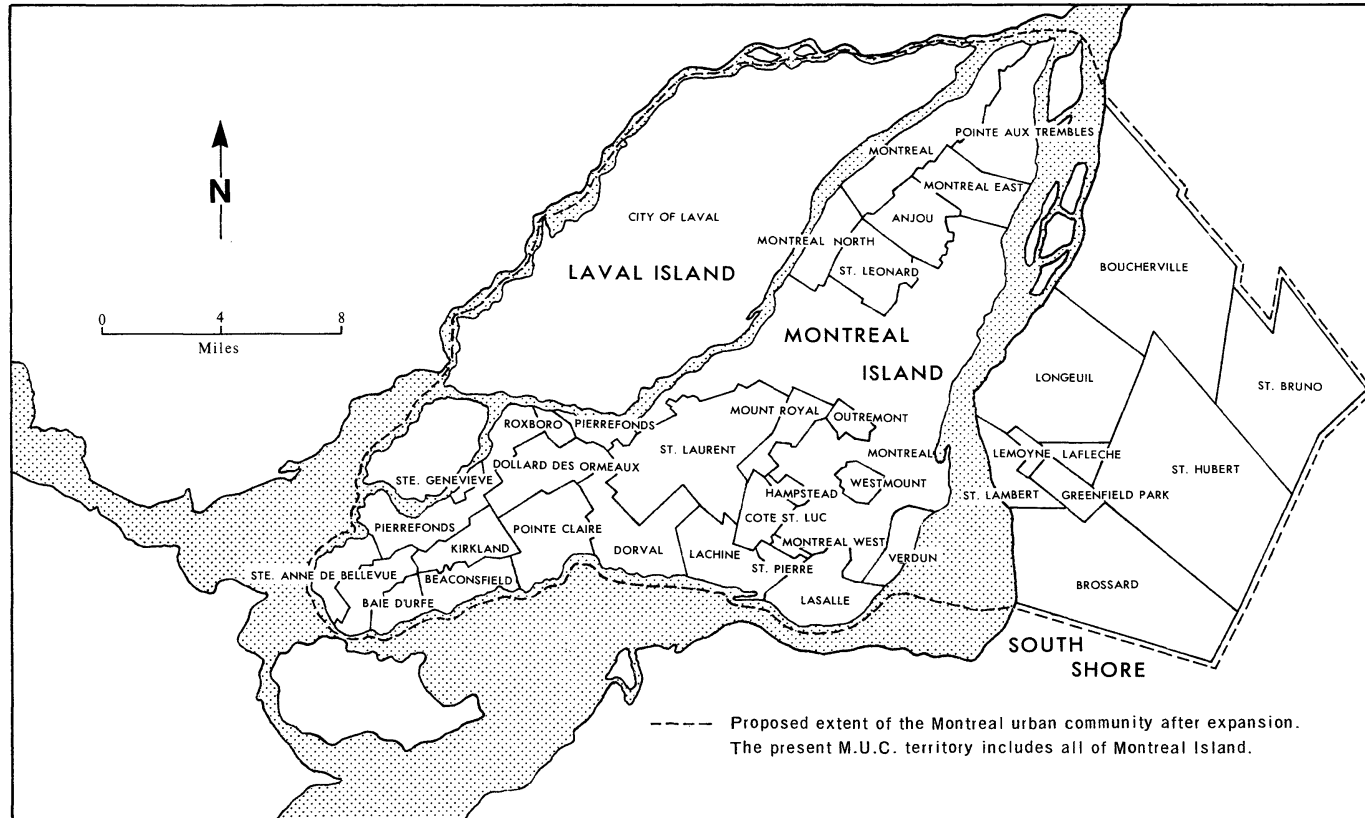 POINTE AUX TREMBLES
MONTREAL
MONTREAL EAST
N
CITY OF LAVAL
ANJOU
MONTREAL NORTH
LAVAL ISLAND
ST. LEONARD
BOUCHERVILLE
0 4 8
Miles
MONTREAL
ISLAND
LONGEUIL
ST. BRUNO
MOUNT ROYAL
OUTREMONT
ROXBORO
PIERREFONDS
ST. LAURENT
MONTREAL
LEMOYNE
LAFLECHE
DOLLARD DES ORMEAUX
STE. GENEVIEVE
WESTMOUNT
ST. HUBERT
HAMPSTEAD
ST. LAMBERT
GREENFIELD PARK
COTE ST. LUC
PIERREFONDS
POINTE CLAIRE
MONTREAL WEST
KIRKLAND
DORVAL
LACHINE
VERDUN
ST. PIERRE
STE. ANNE DE BELLEVUE
BEACONSFIELD
BROSSARD
BAIE D'URFE
LASALLE
SOUTH
SHORE
Proposed extent of the Montreal urban community after expansion.
The present M.U.C. territory includes all of Montreal Island.